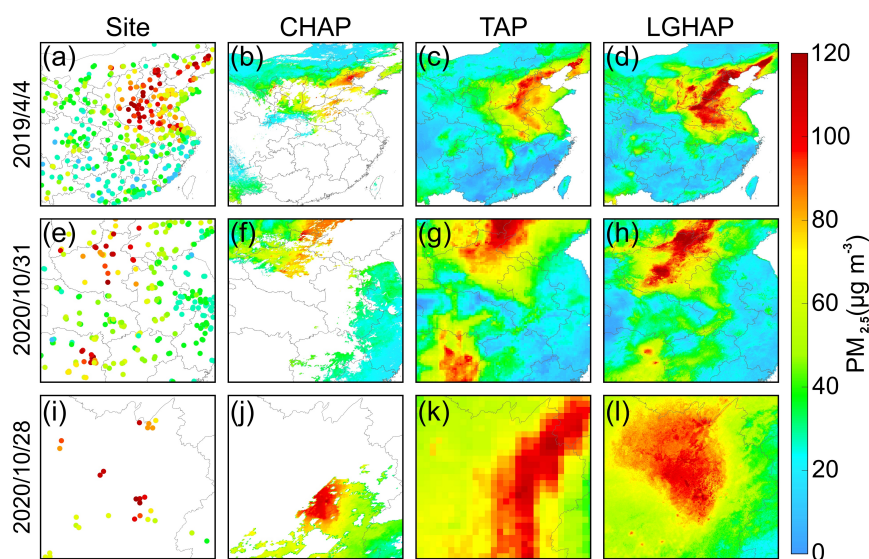 Site CHAP TAP LGHAP
2019/4/4 (a) (b) (c) (d) 120
100
2020/10/31 (e) (f) (g) (h) 80
60
40
2020/10/28 (i) (j) (k) (l) 20
0
PM2.5(μg m-3)